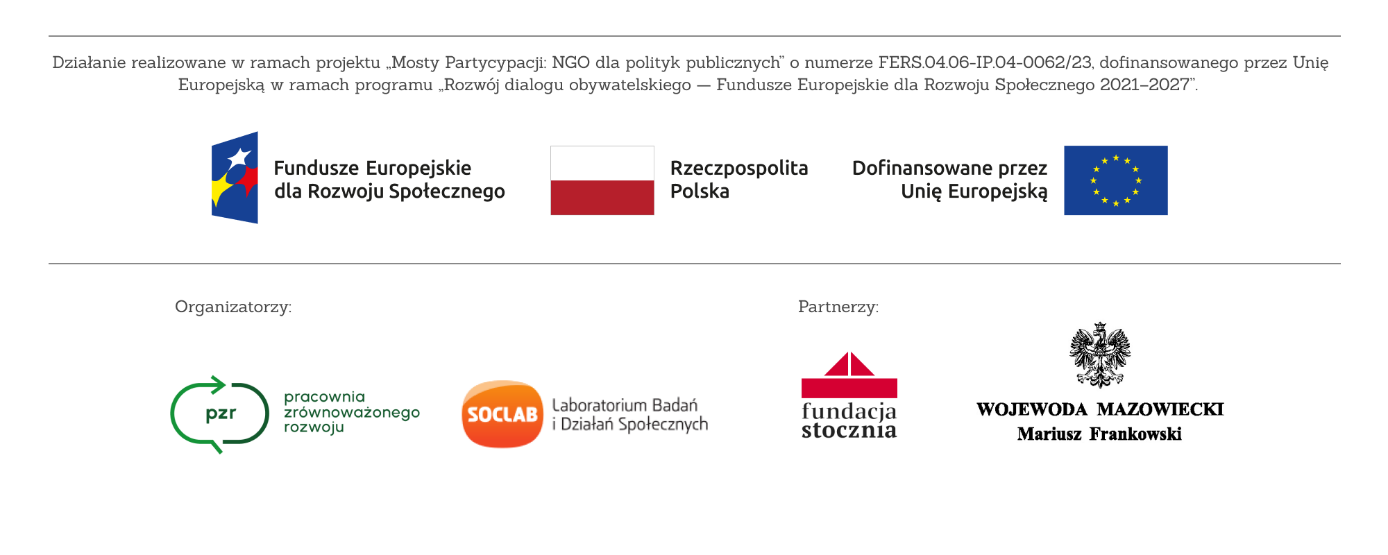 Działanie realizowane w ramach projektu „Mosty Partycypacji: NGO dla polityk publicznych” o numerze FERS.04.06-IP.04-0062/23, dofinansowanego przez Unię
Europejską w ramach programu „Rozwój dialogu obywatelskiego — Fundusze Europejskie dla Rozwoju Społecznego 2021–2027”.
Fundusze Europejskie
dla Rozwoju Społecznego
Rzeczpospolita
Polska
Dofinansowane przez
Unię Europejską
Organizatorzy:
pzr
pracownia
zrównoważonego
rozwoju
SOCLAB
Laboratorium Badań
i Działań Społecznych
Partnerzy:
fundacja
stocznia
WOJEWODA MAZOWIECKI
Mariusz Frankowski